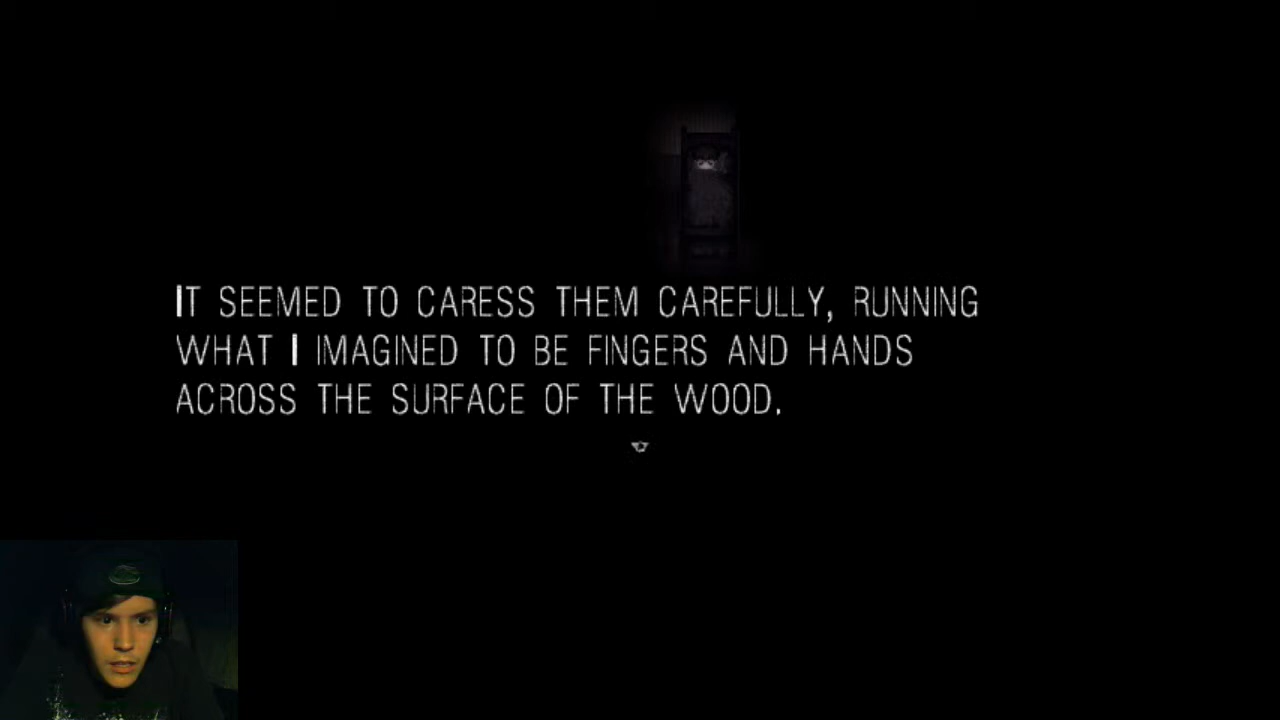 IT SEEMED TO CARESS THEM CAREFULLY, RUNNING
WHAT I IMAGINED TO BE FINGERS AND HANDS
ACROSS THE SURFACE OF THE WOOD.